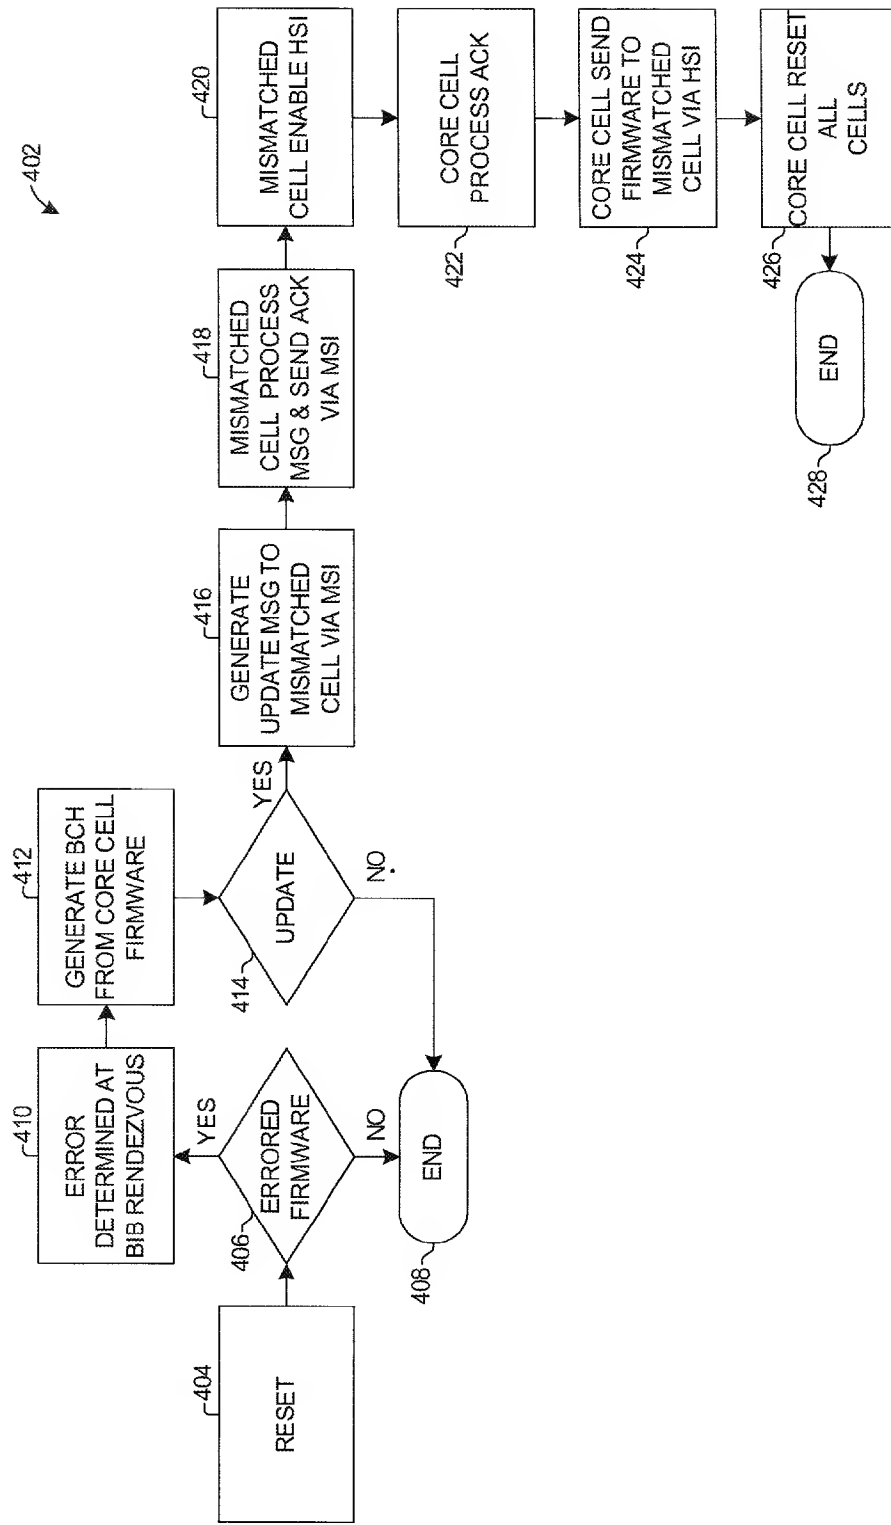 402
404
RESET
406
ERRORED
FIRMWARE
YES
NO
408
END
410
ERROR
DETERMINED AT
BIB RENDEZVOUS
412
GENERATE BCH
FROM CORE CELL
FIRMWARE
414
UPDATE
YES
NO
416
GENERATE
UPDATE MSG TO
MISMATCHED
CELL VIA MSI
418
MISMATCHED
CELL PROCESS
MSG & SEND ACK
VIA MSI
420
MISMATCHED
CELL ENABLE HSI
422
CORE CELL
PROCESS ACK
424
CORE CELL SEND
FIRMWARE TO
MISMATCHED
CELL VIA HSI
426
CORE CELL RESET
ALL
CELLS
428
END